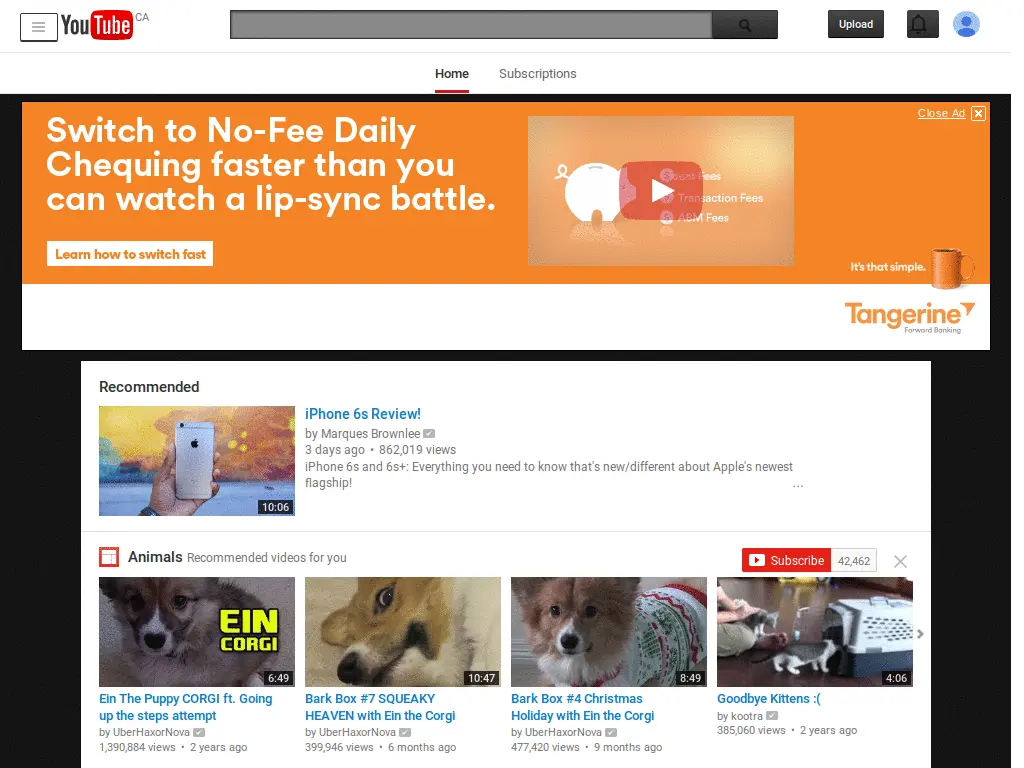 YouTube CA
Upload
Home Subscriptions
Close Ad
Switch to No-Fee Daily
Chequing faster than you
can watch a lip-sync battle.
Learn how to switch fast
Fees
Transaction Fees
ABM Fees
It's that simple.
Tangerine
Forward Banking
Recommended
iPhone 6s Review!
by Marques Brownlee
3 days ago • 862,019 views
iPhone 6s and 6s+: Everything you need to know that's new/different about Apple's newest
flagship!
...
10:06
Animals Recommended videos for you
Subscribe 42,462
EIN
CORGI
6:49
Ein The Puppy CORGI ft. Going
up the steps attempt
by UberHaxorNova
1,390,884 views • 2 years ago
10:47
Bark Box #7 SQUEAKY
HEAVEN with Ein the Corgi
by UberHaxorNova
399,946 views • 6 months ago
8:49
Bark Box #4 Christmas
Holiday with Ein the Corgi
by UberHaxorNova
477,420 views • 9 months ago
4:06
Goodbye Kittens :(
by kootra
385,060 views • 2 years ago